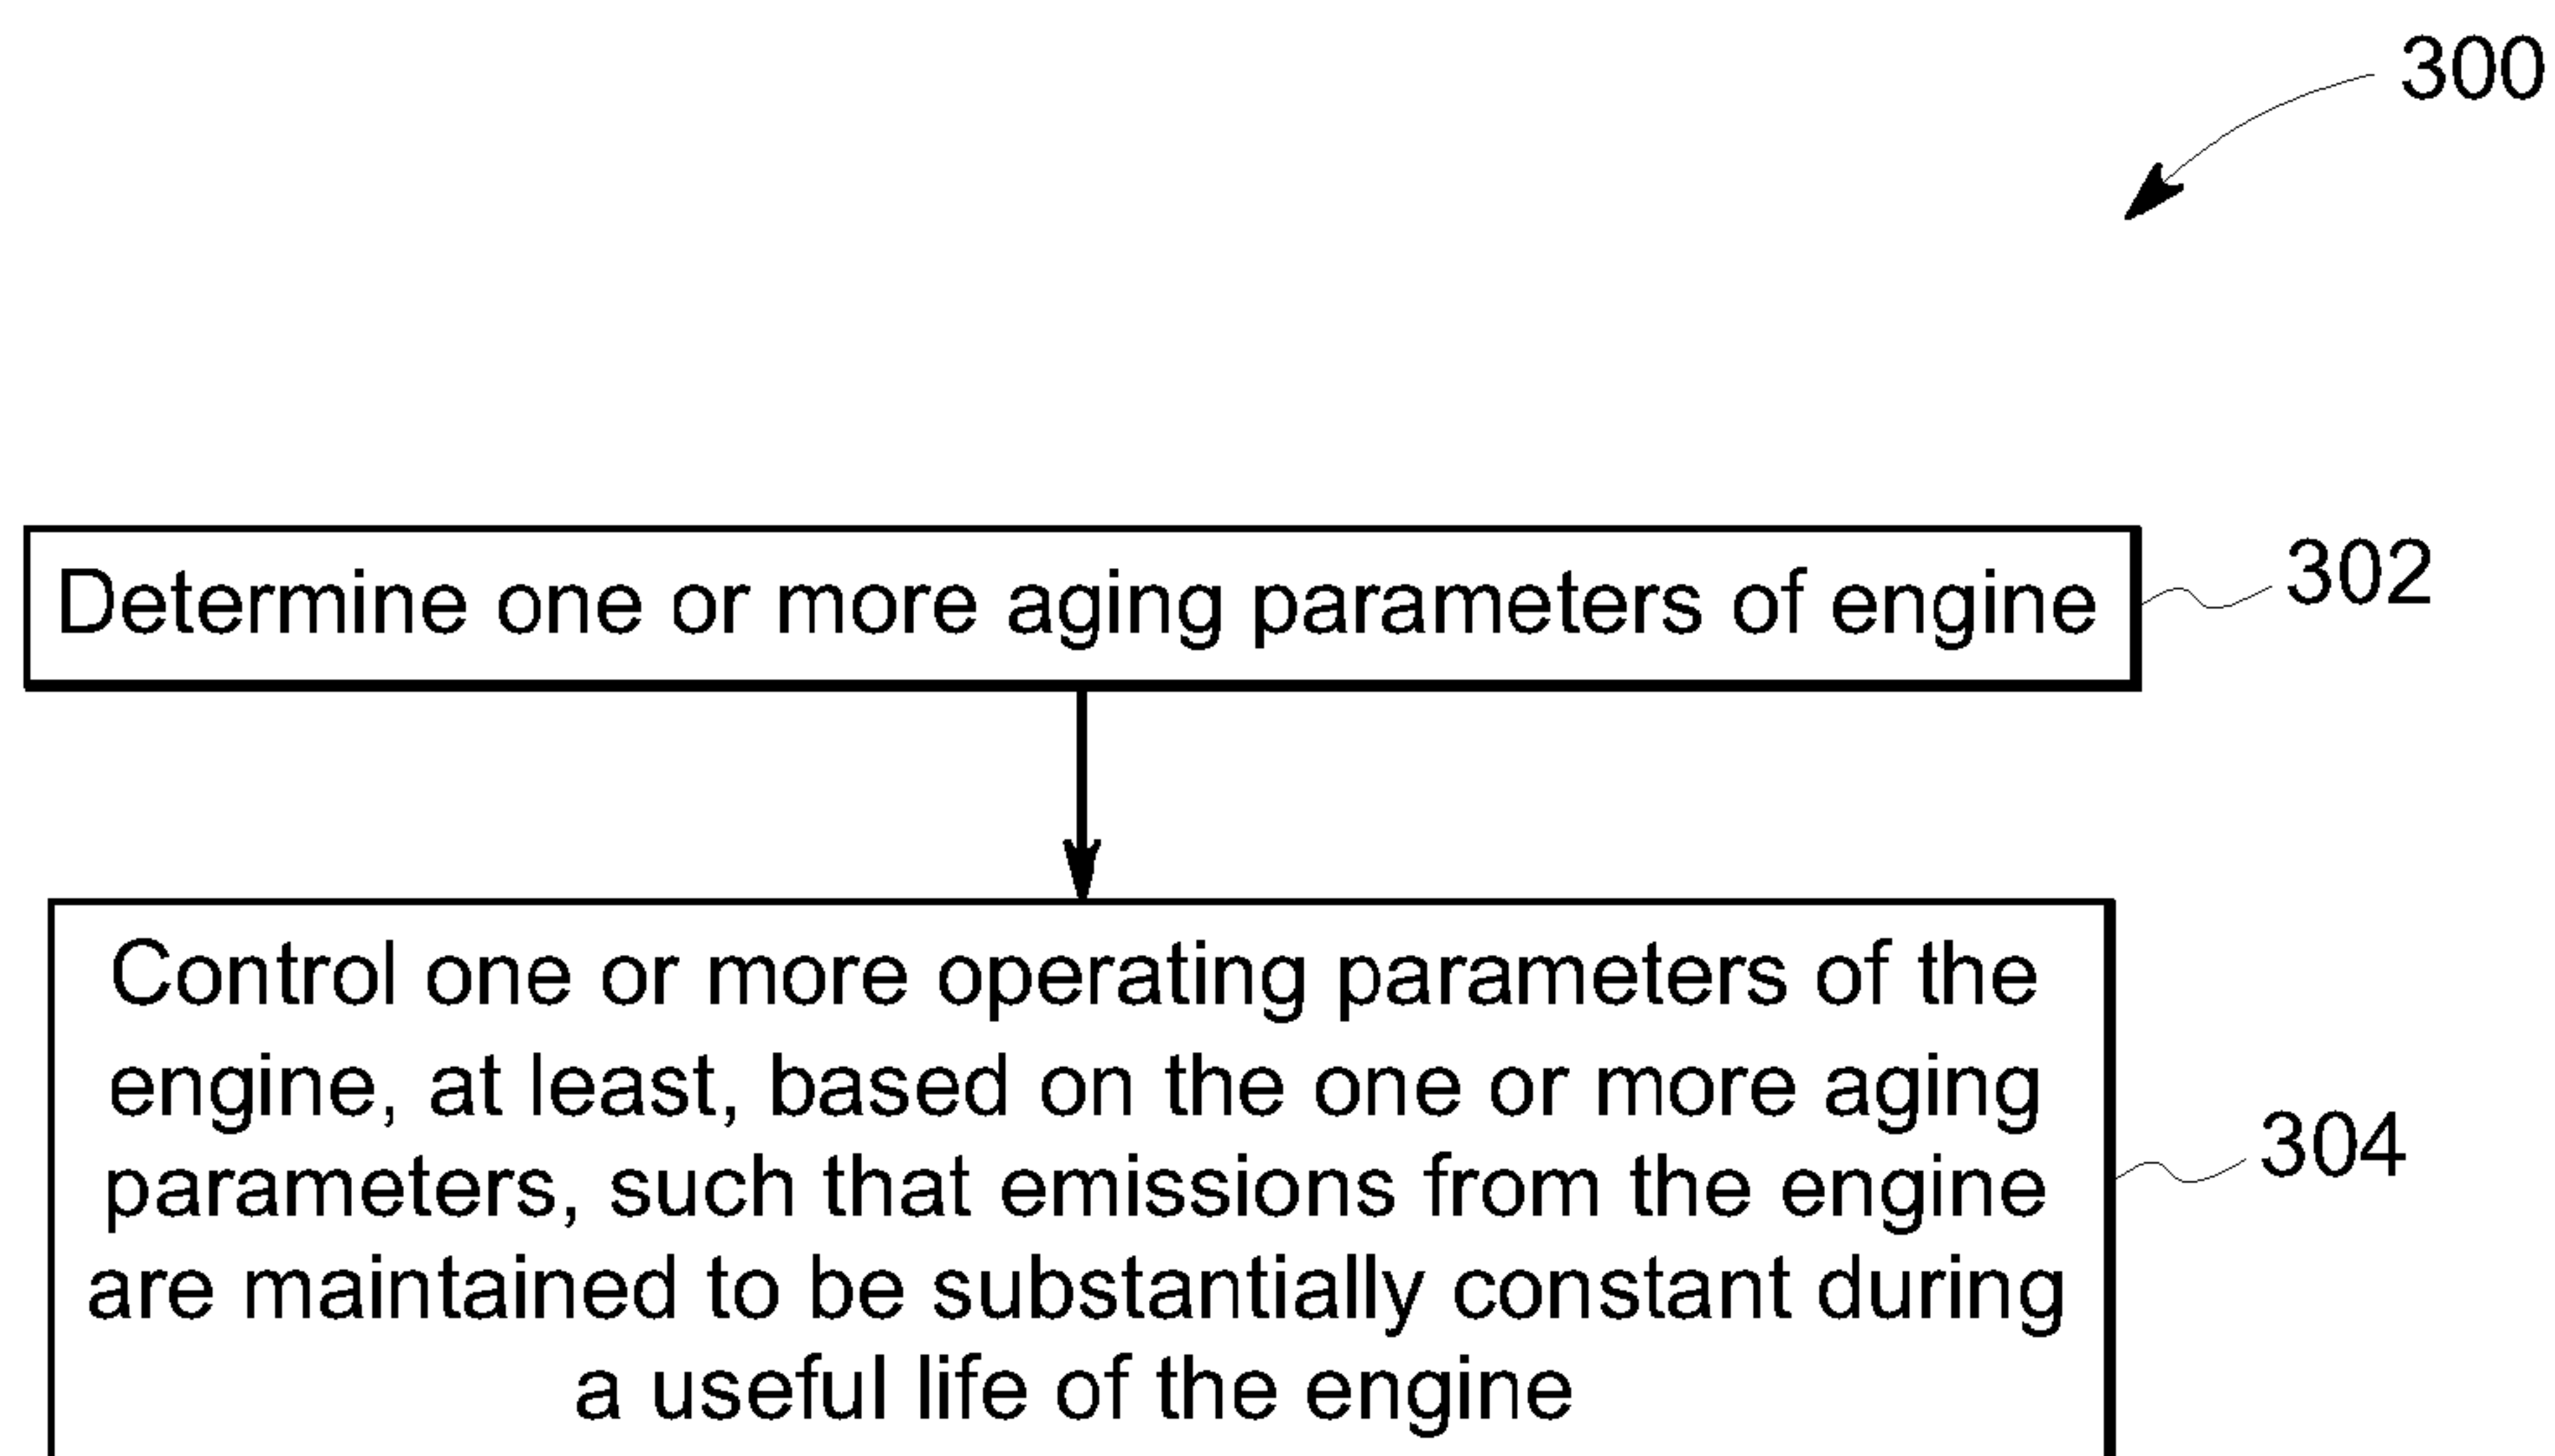 300
Determine one or more aging parameters of engine
302
Control one or more operating parameters of the
engine, at least, based on the one or more aging
parameters, such that emissions from the engine
304
are maintained to be substantially constant during
a useful life of the engine